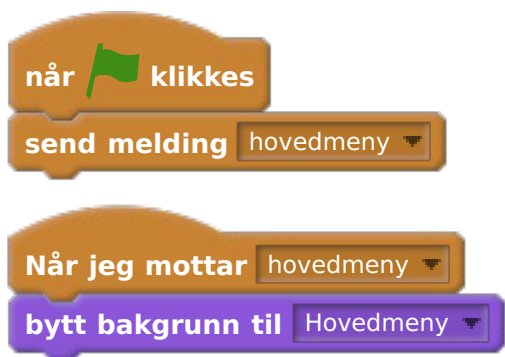 når klikkes
send melding hovedmeny
Når jeg mottar hovedmeny
bytt bakgrunn til Hovedmeny